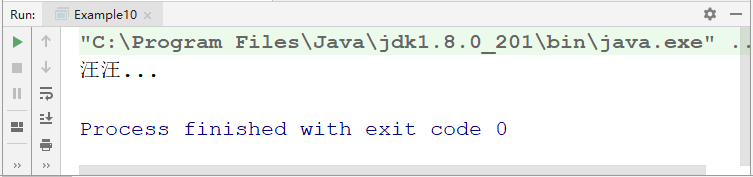 Run: Example10
"C:\Program Files\Java\jdk1.8.0_201\bin\java.exe" ..
汪汪...
Process finished with exit code 0